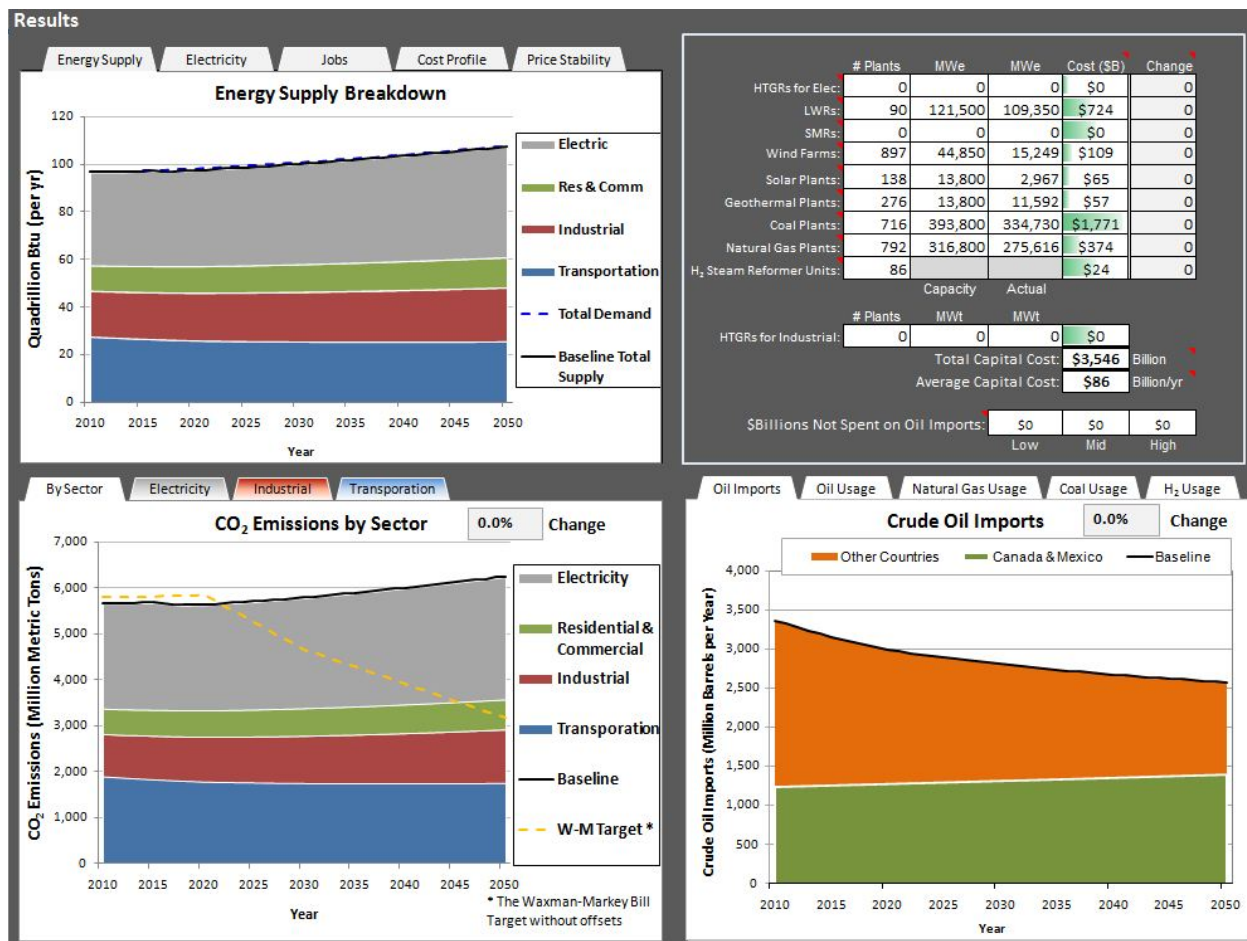 Results
Energy Supply
Electricity
Jobs
Cost Profile
Price Stability
Energy Supply Breakdown
Quadrillion Btu (per yr)
120
100
80
60
40
20
0
2010 2015 2020 2025 2030 2035 2040 2045 2050
Year
Electric
Res & Comm
Industrial
Transportation
Total Demand
Baseline Total
Supply
# Plants MWe MWe Cost ($B) Change
HTGRs for Elec: 0 0 0 $0 0
LWRs: 90 121,500 109,350 $724 0
SMRs: 0 0 0 $0 0
Wind Farms: 897 44,850 15,249 $109 0
Solar Plants: 138 13,800 2,967 $65 0
Geothermal Plants: 276 13,800 11,592 $57 0
Coal Plants: 716 393,800 334,730 $1,771 0
Natural Gas Plants: 792 316,800 275,616 $374 0
H₂ Steam Reformer Units: 86 $24 0
Capacity Actual
# Plants MWt MWt
HTGRs for Industrial: 0 0 0 $0
Total Capital Cost: $3,546 Billion
Average Capital Cost: $86 Billion/yr
$Billions Not Spent on Oil Imports: $0 $0 $0
Low Mid High
By Sector
Electricity
Industrial
Transporation
CO₂ Emissions by Sector 0.0% Change
CO₂ Emissions (Million Metric Tons)
7,000
6,000
5,000
4,000
3,000
2,000
1,000
0
2010 2015 2020 2025 2030 2035 2040 2045 2050
Year
Electricity
Residential &
Commercial
Industrial
Transporation
Baseline
W-M Target *
* The Waxman-Markey Bill
Target without offsets
Oil Imports
Oil Usage
Natural Gas Usage
Coal Usage
H₂ Usage
Crude Oil Imports 0.0% Change
Other Countries Canada & Mexico Baseline
Crude Oil Imports (Million Barrels per Year)
4,000
3,500
3,000
2,500
2,000
1,500
1,000
500
0
2010 2015 2020 2025 2030 2035 2040 2045 2050
Year